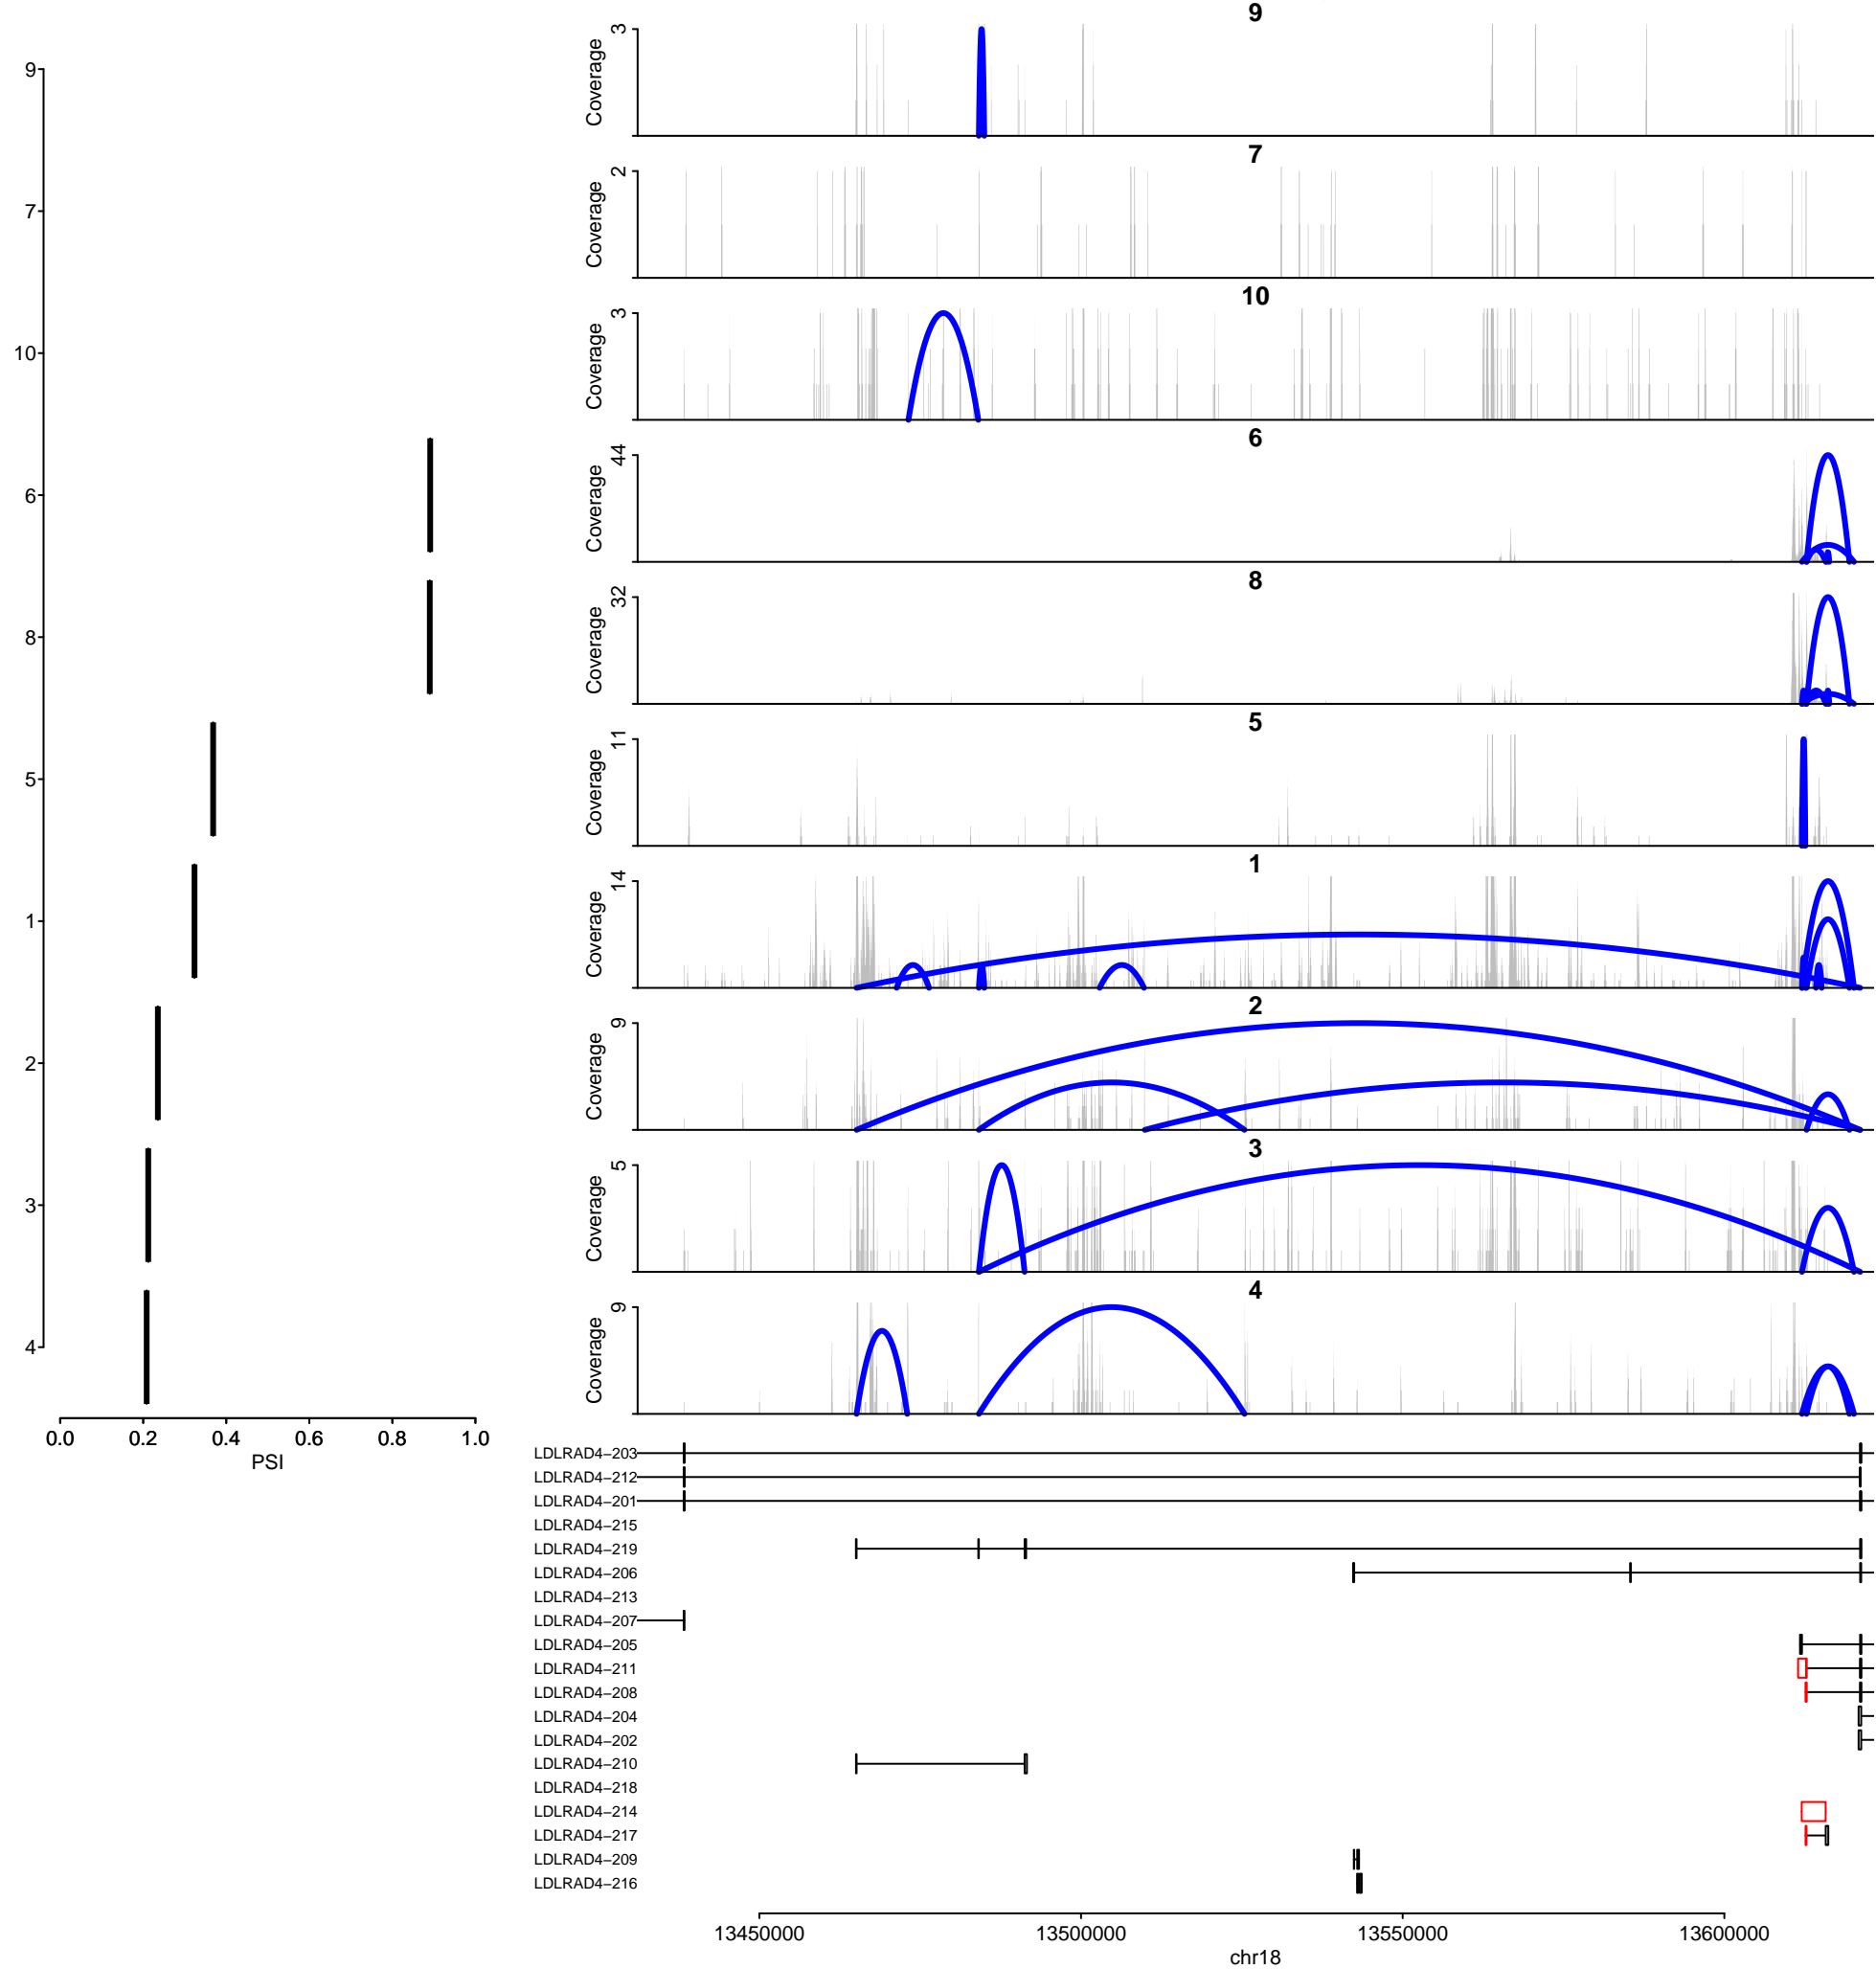 9
7
10
6
8
5
1
2
3
4
0.0 0.2 0.4 0.6 0.8 1.0
PSI
9
Coverage 3
7
Coverage 2
10
Coverage 3
6
Coverage 44
8
Coverage 32
5
Coverage 11
1
Coverage 14
2
Coverage 9
3
Coverage 5
4
Coverage 9
LDLRAD4−203
LDLRAD4−212
LDLRAD4−201
LDLRAD4−215
LDLRAD4−219
LDLRAD4−206
LDLRAD4−213
LDLRAD4−207
LDLRAD4−205
LDLRAD4−211
LDLRAD4−208
LDLRAD4−204
LDLRAD4−202
LDLRAD4−210
LDLRAD4−218
LDLRAD4−214
LDLRAD4−217
LDLRAD4−209
LDLRAD4−216
13450000 13500000 13550000 13600000
chr18